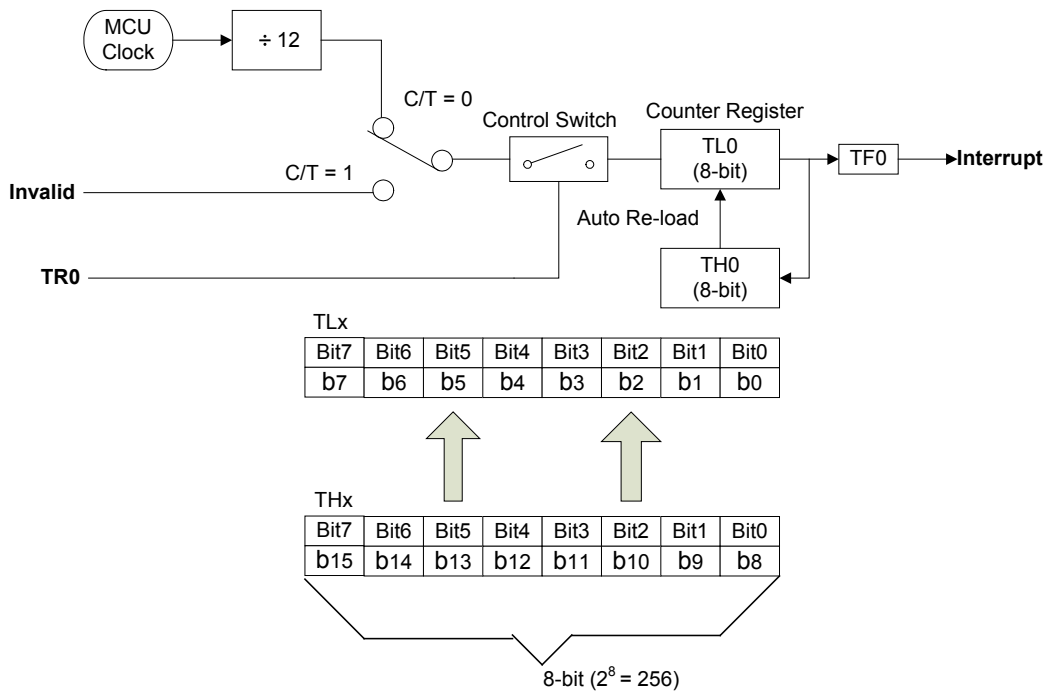 MCU
Clock
÷ 12
C/T = 0
Control Switch
Counter Register
TL0
(8-bit)
TF0
Interrupt
C/T = 1
Invalid
Auto Re-load
TR0
TH0
(8-bit)
TLx
Bit7 Bit6 Bit5 Bit4 Bit3 Bit2 Bit1 Bit0
b7 b6 b5 b4 b3 b2 b1 b0
THx
Bit7 Bit6 Bit5 Bit4 Bit3 Bit2 Bit1 Bit0
b15 b14 b13 b12 b11 b10 b9 b8
8-bit (2⁸ = 256)